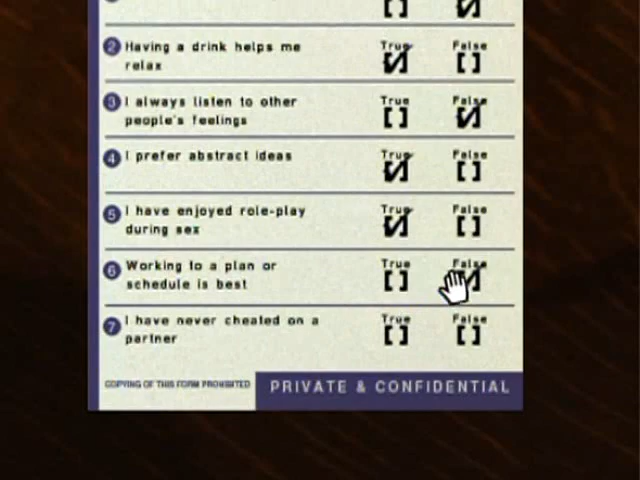 True False
2 Having a drink helps me
relax
True False
3 I always listen to other
people's feelings
True False
4 I prefer abstract ideas
True False
5 I have enjoyed role-play
during sex
True False
6 Working to a plan or
schedule is best
True False
7 I have never cheated on a
partner
COPYING OF THIS FORM PROHIBITED
PRIVATE & CONFIDENTIAL